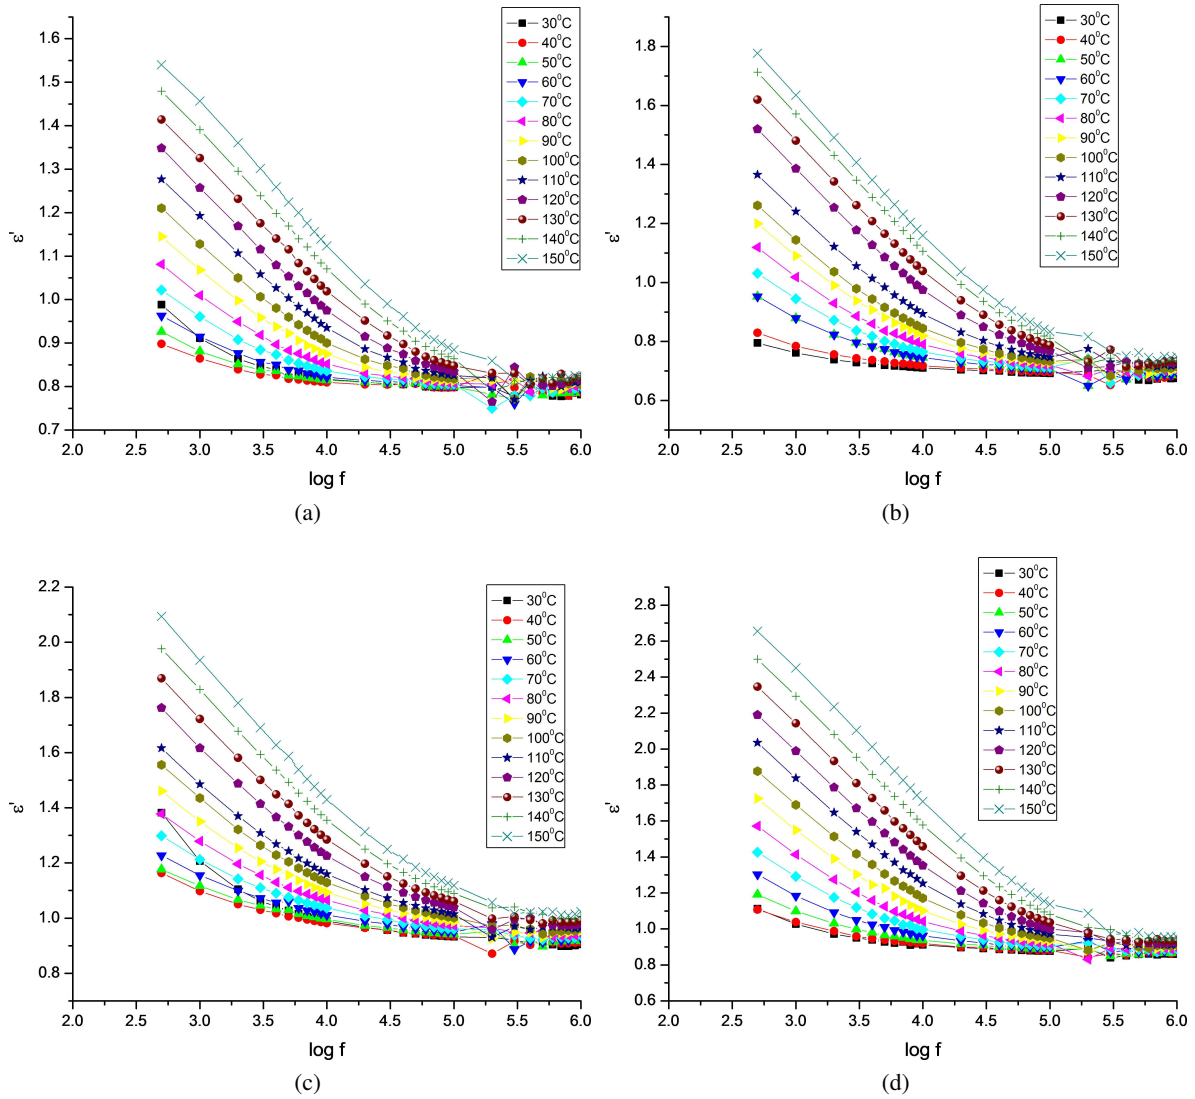 1.6
1.5
1.4
1.3
1.2
1.1
1.0
0.9
0.8
0.7
ε'
2.0 2.5 3.0 3.5 4.0 4.5 5.0 5.5 6.0
log f
30⁰C
40⁰C
50⁰C
60⁰C
70⁰C
80⁰C
90⁰C
100⁰C
110⁰C
120⁰C
130⁰C
140⁰C
150⁰C
(a)
1.8
1.6
1.4
1.2
1.0
0.8
0.6
ε'
2.0 2.5 3.0 3.5 4.0 4.5 5.0 5.5 6.0
log f
30⁰C
40⁰C
50⁰C
60⁰C
70⁰C
80⁰C
90⁰C
100⁰C
110⁰C
120⁰C
130⁰C
140⁰C
150⁰C
(b)
2.2
2.0
1.8
1.6
1.4
1.2
1.0
0.8
ε'
2.0 2.5 3.0 3.5 4.0 4.5 5.0 5.5 6.0
log f
30⁰C
40⁰C
50⁰C
60⁰C
70⁰C
80⁰C
90⁰C
100⁰C
110⁰C
120⁰C
130⁰C
140⁰C
150⁰C
(c)
2.8
2.6
2.4
2.2
2.0
1.8
1.6
1.4
1.2
1.0
0.8
0.6
ε'
2.0 2.5 3.0 3.5 4.0 4.5 5.0 5.5 6.0
log f
30⁰C
40⁰C
50⁰C
60⁰C
70⁰C
80⁰C
90⁰C
100⁰C
110⁰C
120⁰C
130⁰C
140⁰C
150⁰C
(d)